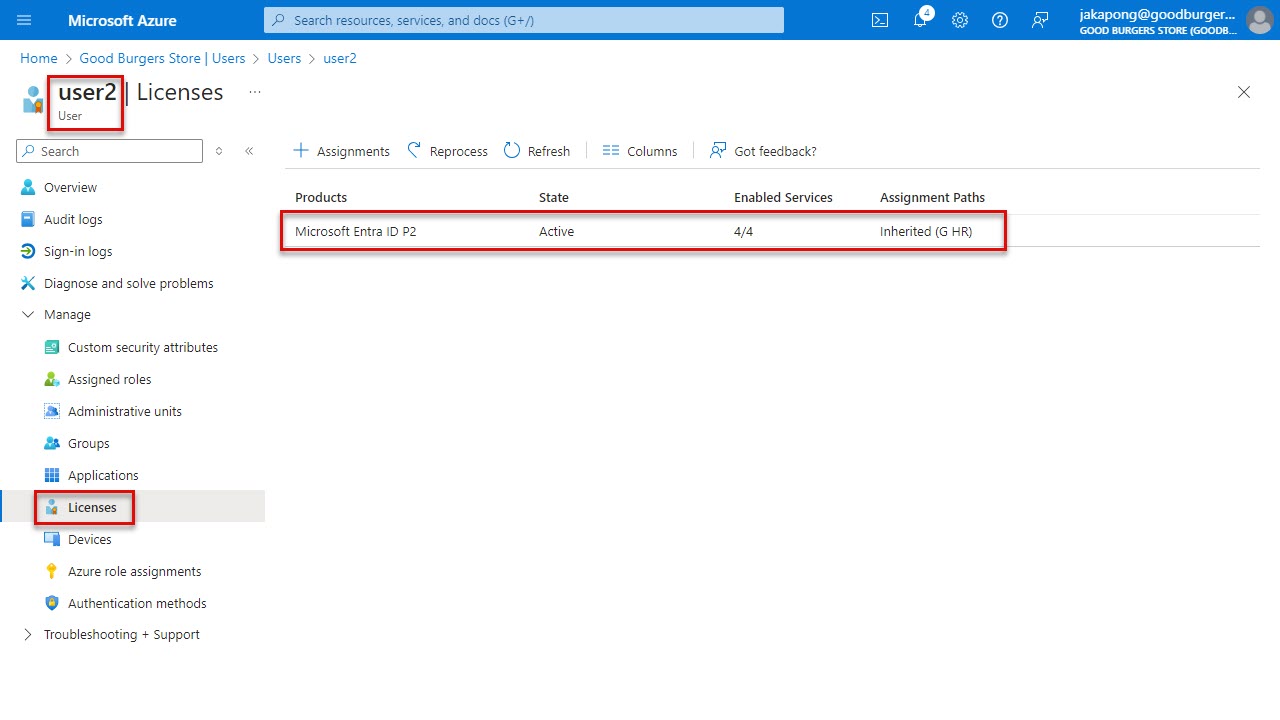 Microsoft Azure
Search resources, services, and docs (G+/)
4
jakapong@goodburger...
GOOD BURGERS STORE (GOODB...
Home > Good Burgers Store | Users > Users > user2
user2 | Licenses ...
User
Search
Assignments
Reprocess
Refresh
Columns
Got feedback?
Overview
Audit logs
Sign-in logs
Diagnose and solve problems
Manage
Custom security attributes
Assigned roles
Administrative units
Groups
Applications
Licenses
Devices
Azure role assignments
Authentication methods
Troubleshooting + Support
Products State Enabled Services Assignment Paths
Microsoft Entra ID P2 Active 4/4 Inherited (G HR)